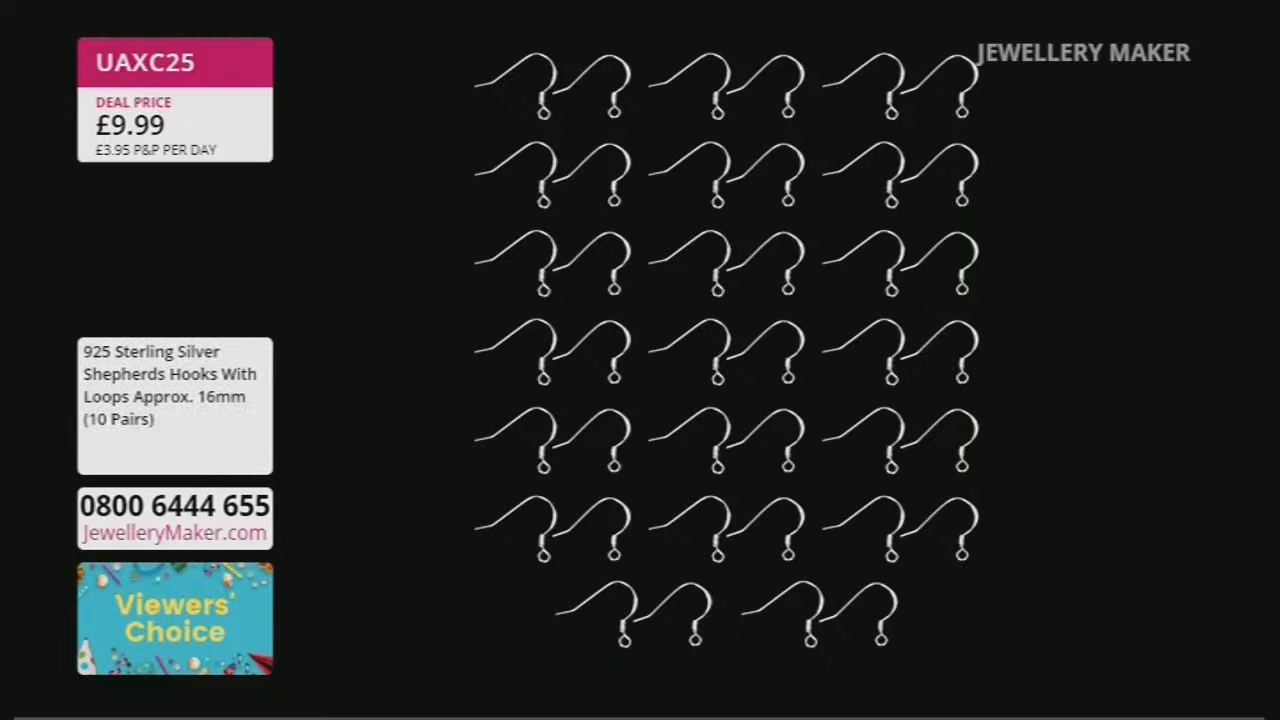 UAXC25
DEAL PRICE
£9.99
£3.95 P&P PER DAY
JEWELLERY MAKER
925 Sterling Silver
Shepherds Hooks With
Loops Approx. 16mm
(10 Pairs)
0800 6444 655
JewelleryMaker.com
Viewers'
Choice